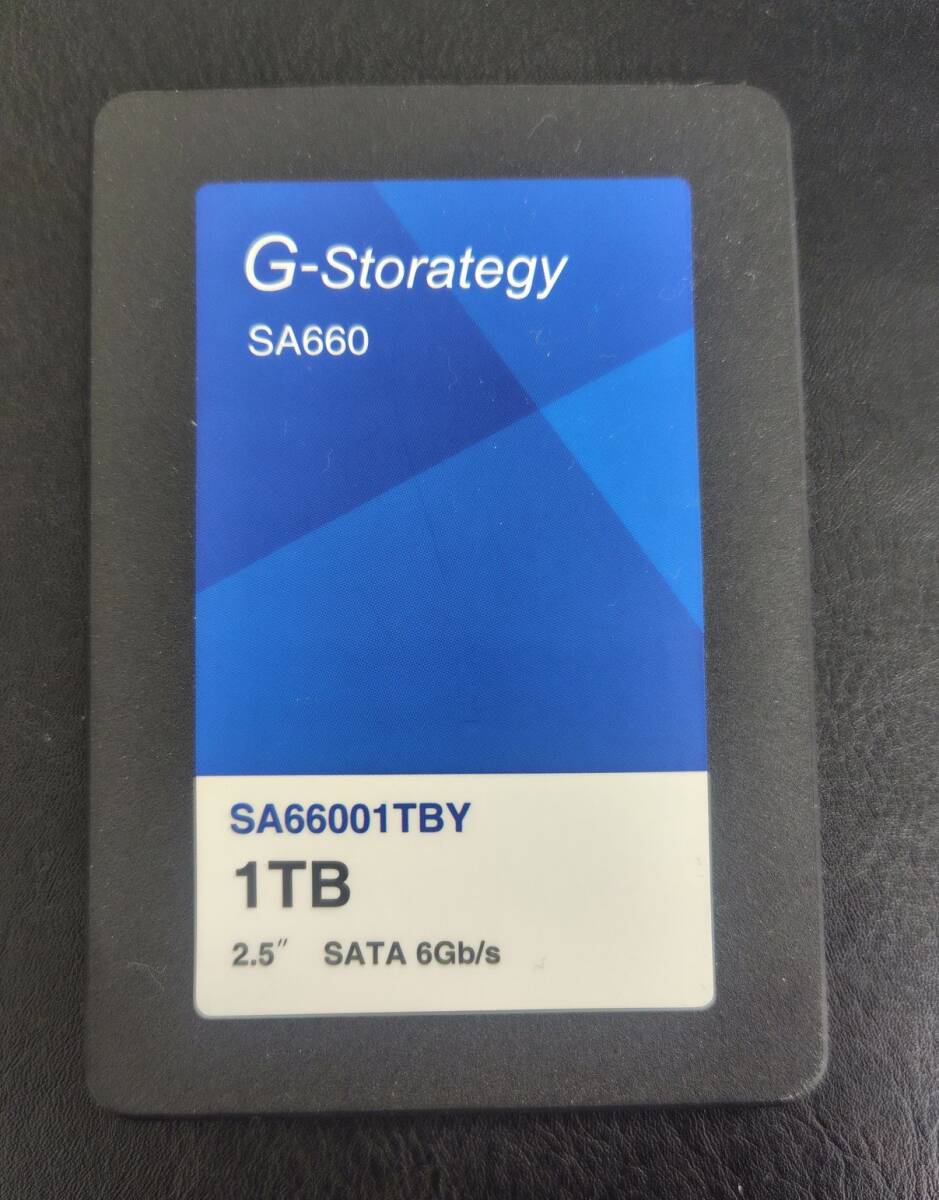 G-Storategy
SA660
SA66001TBY
1TB
2.5″ SATA 6Gb/s